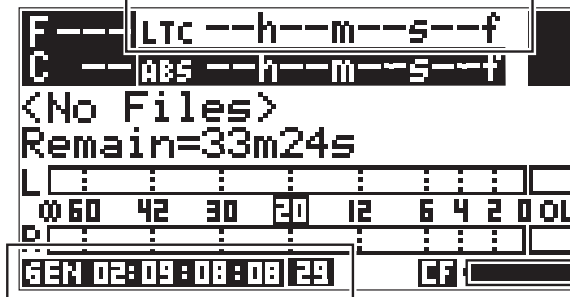 F--- LTC --h--m--s--f
C -- ABS --h--m--s--f
<No Files>
Remain=33m24s
L
∞ 60 42 30 20 12 6 4 2 0 OL
R
GEN 02:09:08:08 29 CF